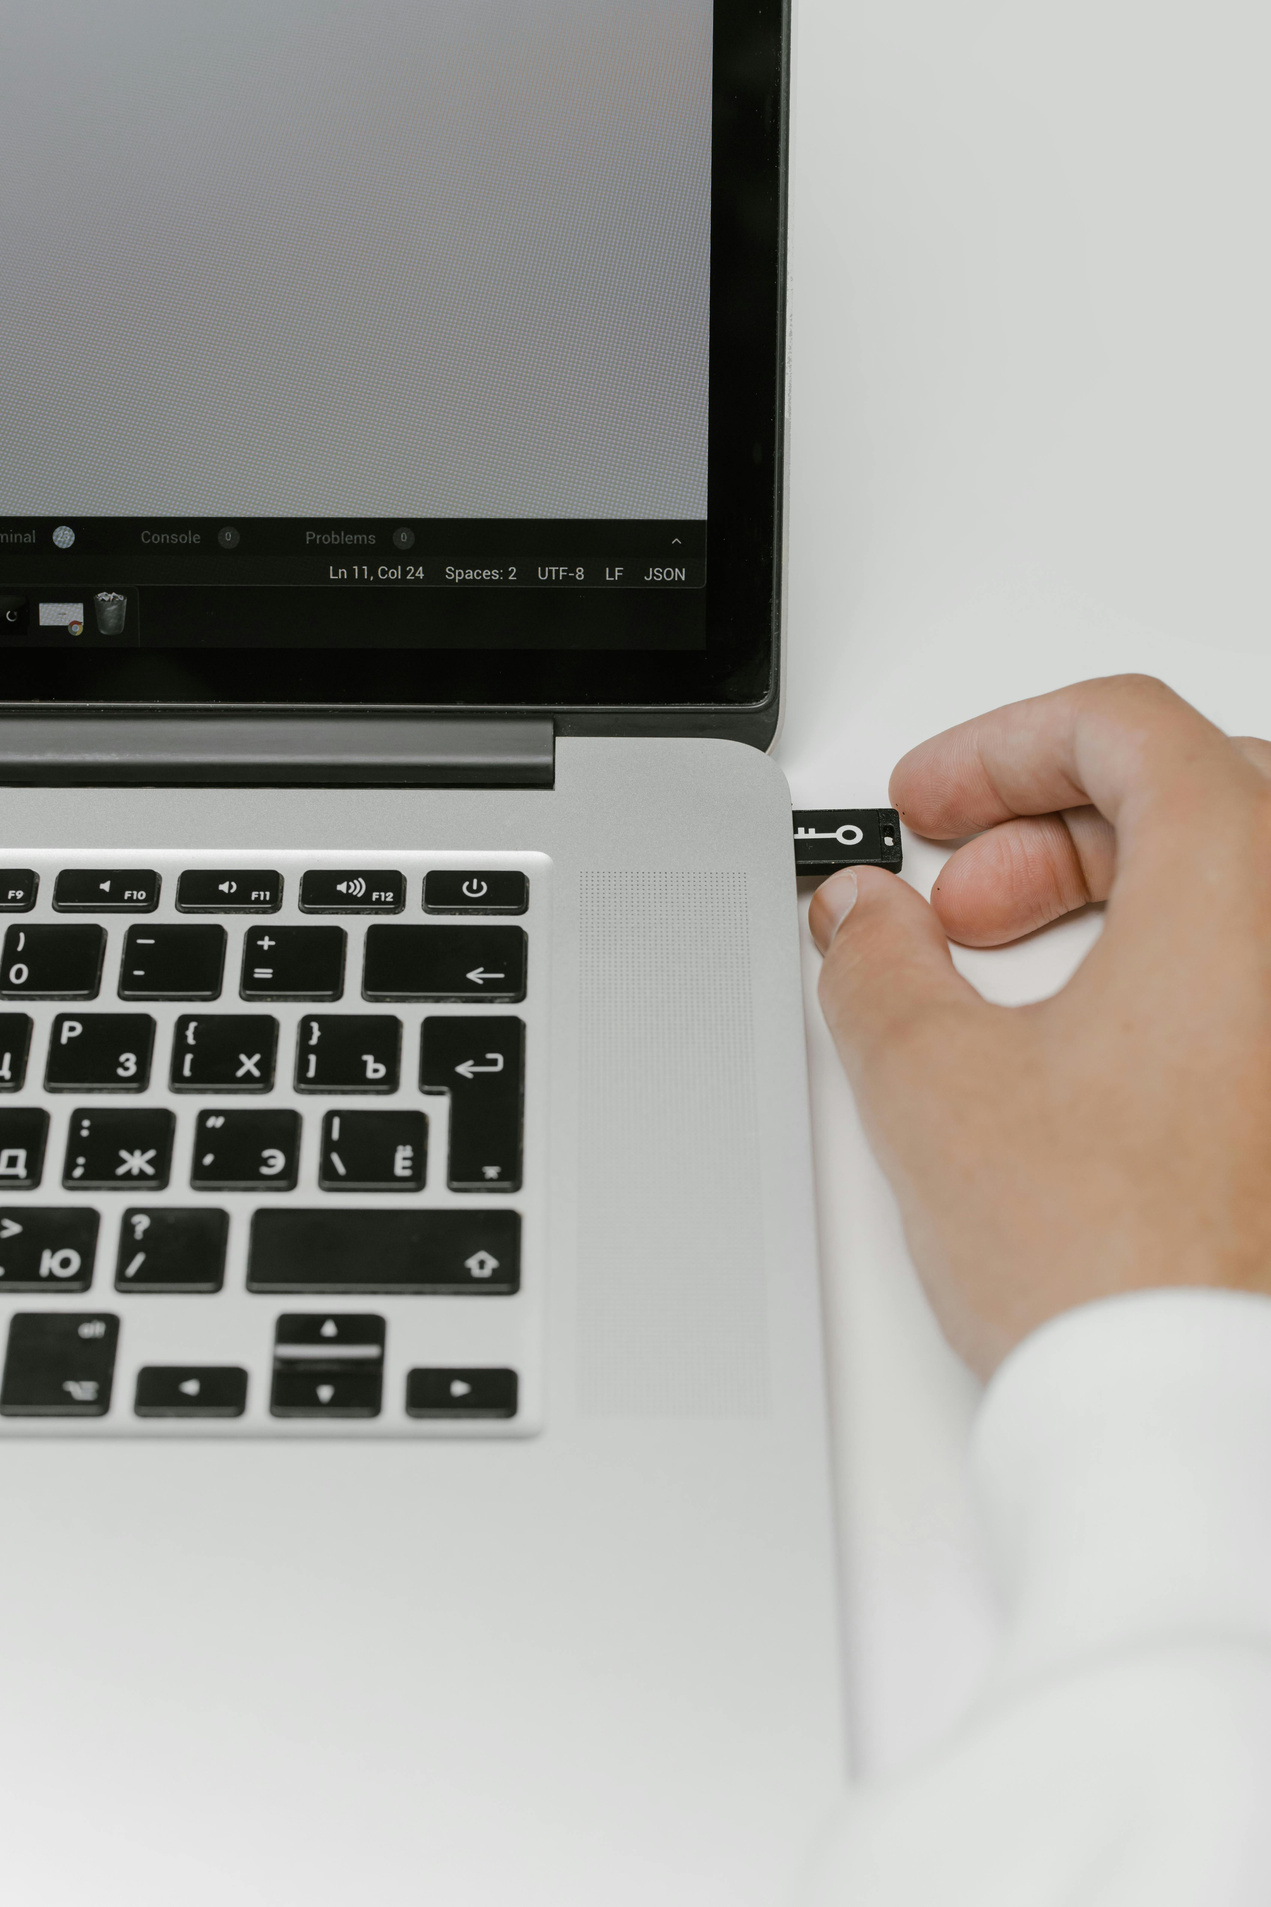 Console 0 Problems 0
Ln 11, Col 24 Spaces: 2 UTF-8 LF JSON
F9 F10 F11 F12
)
0
—
-
+
=
P
З
{
[ Х
}
] Ъ
Д
:
; Ж
"
' Э
|
\ Ё
>
. Ю
?
/
alt